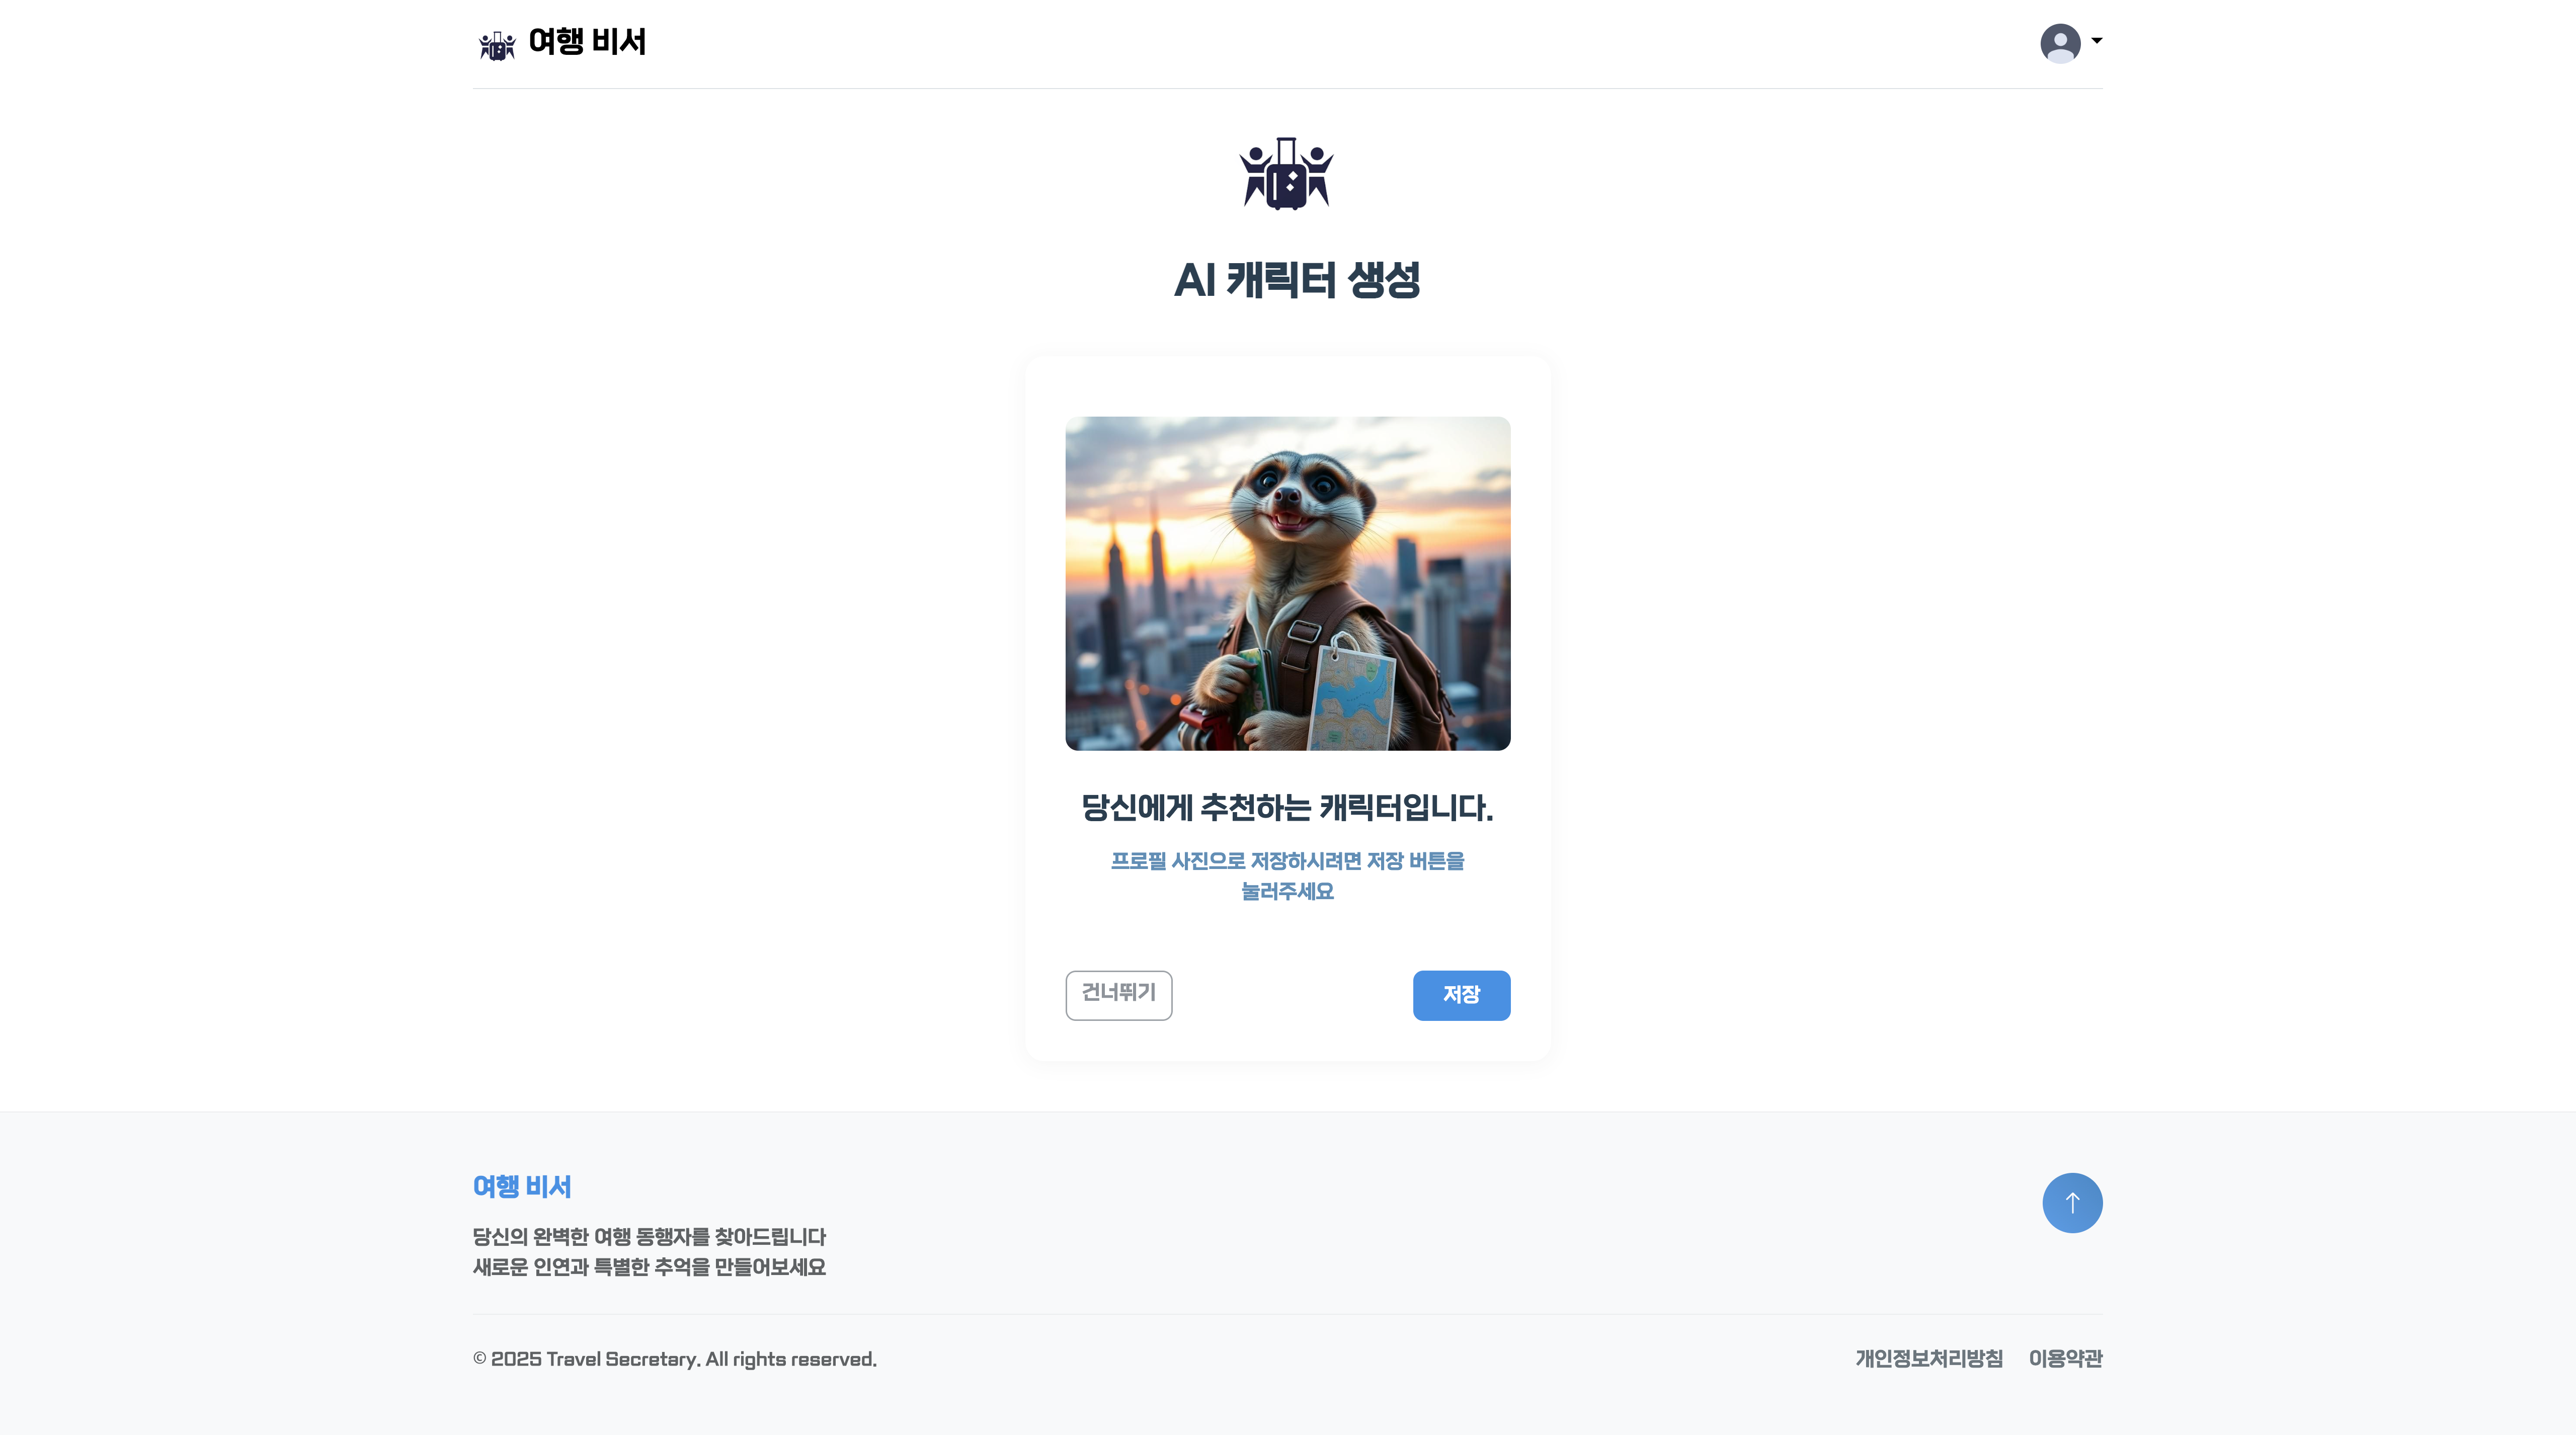 여행 비서
AI 캐릭터 생성
당신에게 추천하는 캐릭터입니다.
프로필 사진으로 저장하시려면 저장 버튼을
눌러주세요
건너뛰기
저장
여행 비서
당신의 완벽한 여행 동행자를 찾아드립니다
새로운 인연과 특별한 추억을 만들어보세요
© 2025 Travel Secretary. All rights reserved.
개인정보처리방침
이용약관